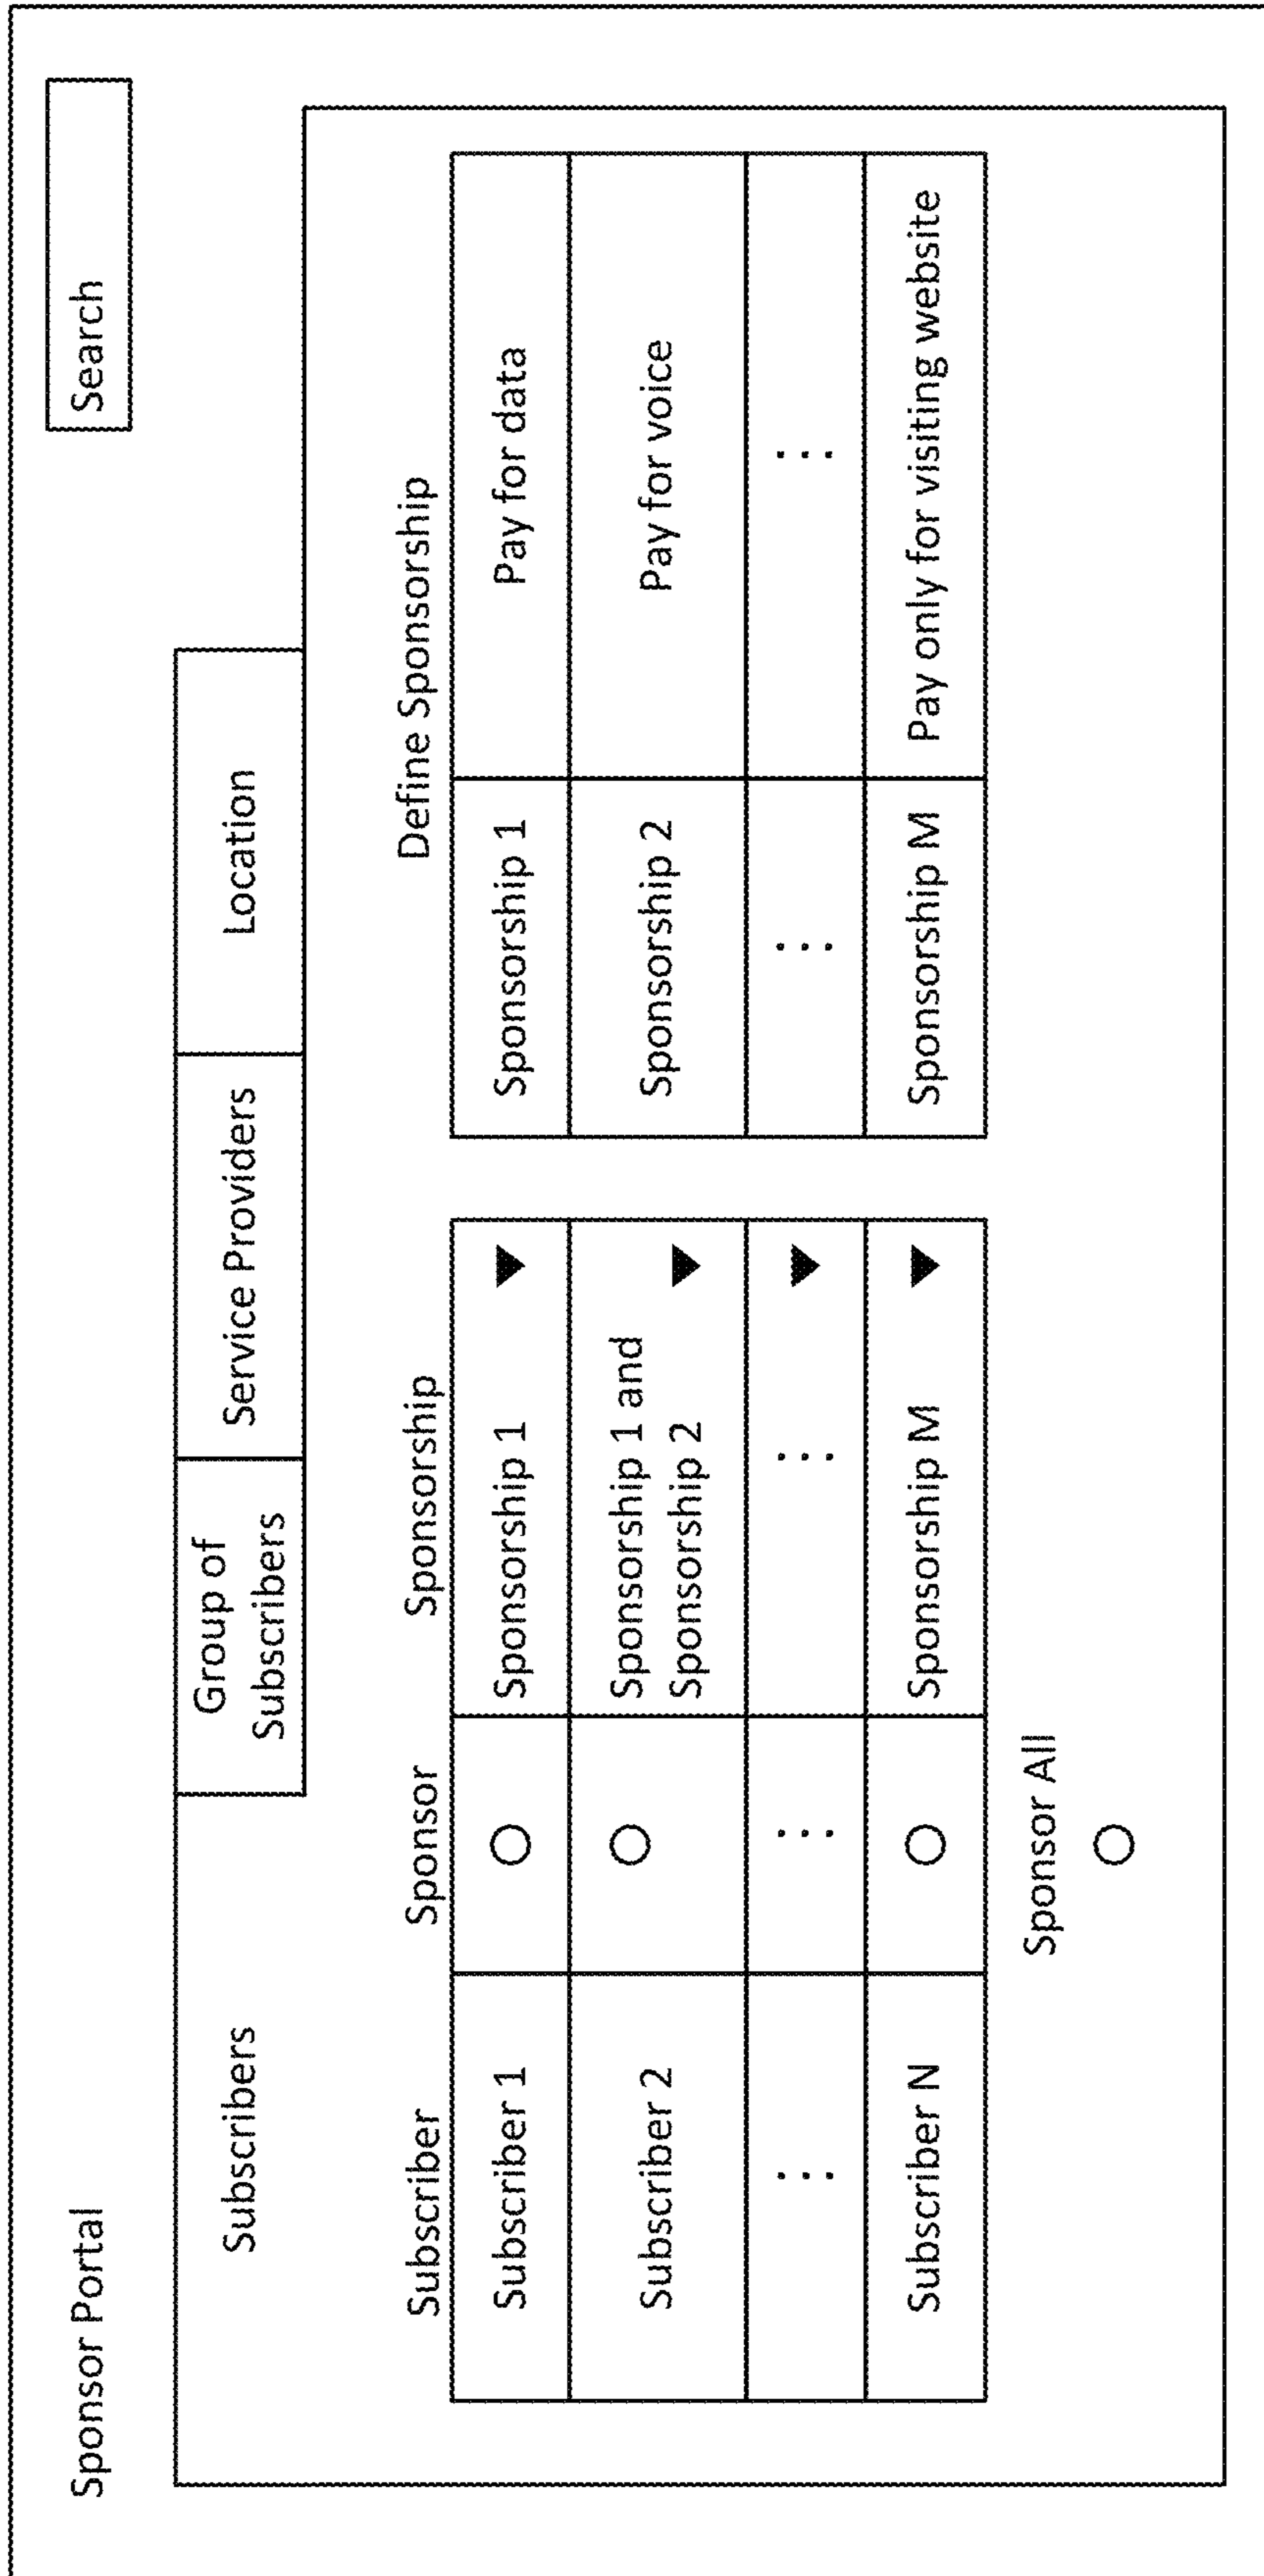 Sponsor Portal
Search
Subscribers
Group of
Subscribers
Service Providers
Location
Subscriber
Sponsor
Sponsorship
Define Sponsorship
Subscriber 1
Sponsorship 1
Sponsorship 1
Pay for data
Subscriber 2
Sponsorship 1 and
Sponsorship 2
Sponsorship 2
Pay for voice
...
...
...
...
...
Subscriber N
Sponsorship M
Sponsorship M
Pay only for visiting website
Sponsor All